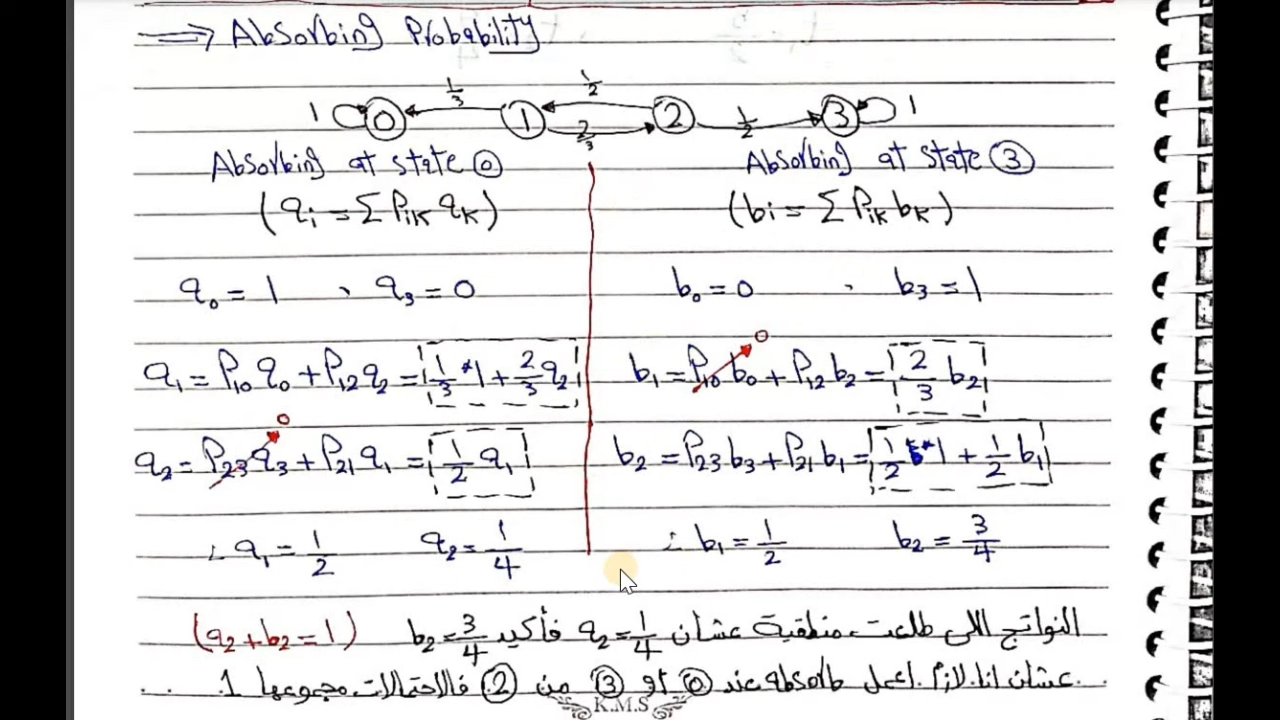 ⟹ Absorbing Probability
1 0 1/3 1 2/3 1/2 2 1/2 3 1
Absorbing at state 0
(qᵢ = Σ Pᵢₖ qₖ)
q₀ = 1 , q₃ = 0
q₁ = P₁₀ q₀ + P₁₂ q₂ = 1/3 * 1 + 2/3 q₂
0
q₂ = P₂₃ q₃ + P₂₁ q₁ = 1/2 q₁
∴ q₁ = 1/2 q₂ = 1/4
Absorbing at state 3
(bᵢ = Σ Pᵢₖ bₖ)
b₀ = 0 , b₃ = 1
0
b₁ = P₁₀ b₀ + P₁₂ b₂ = 2/3 b₂
b₂ = P₂₃ b₃ + P₂₁ b₁ = 1/2 * 1 + 1/2 b₁
∴ b₁ = 1/2 b₂ = 3/4
النواتج اللى طلعت منطقية عشان q₂ = 1/4 فأكيد b₂ = 3/4 (q₂ + b₂ = 1)
عشان انا لازم اعمل absorb عند 0 او 3 من 2 فالاحتمالات مجموعها 1 ...
K.M.S